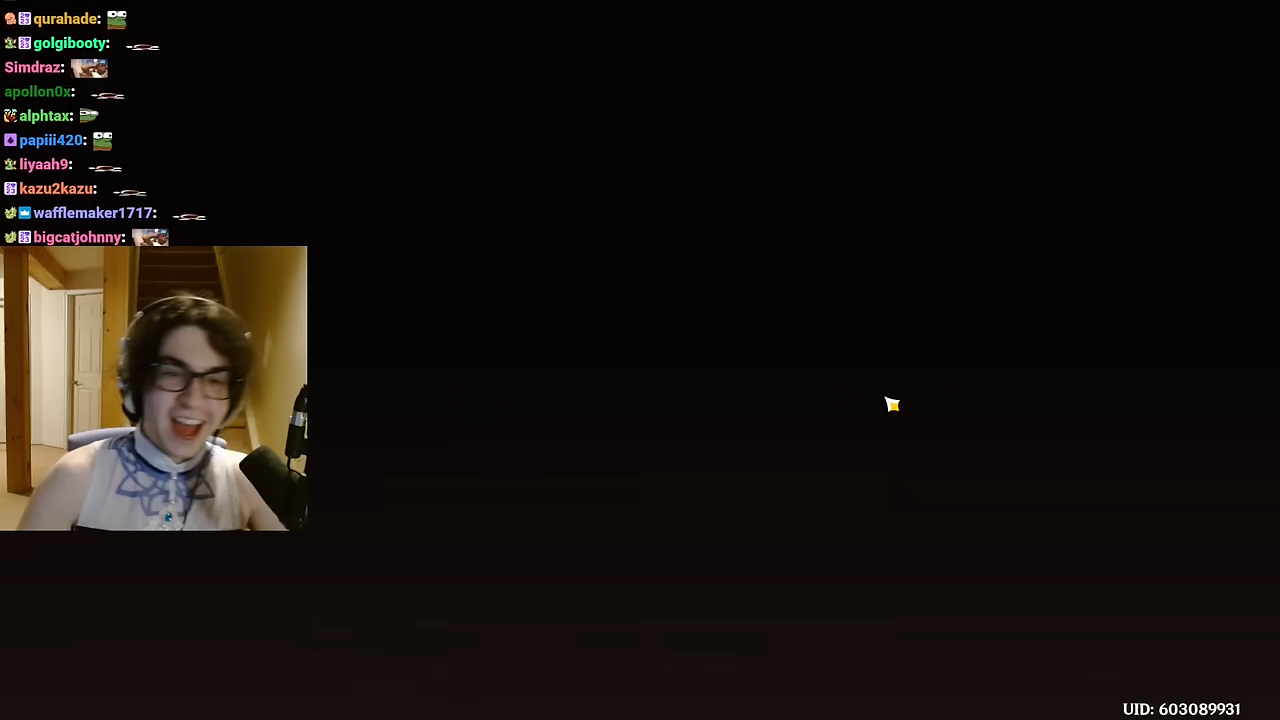 qurahade:
golgibooty:
Simdraz:
apollon0x:
alphtax:
papiii420:
liyaah9:
kazu2kazu:
wafflemaker1717:
bigcatjohnny:
UID: 603089931